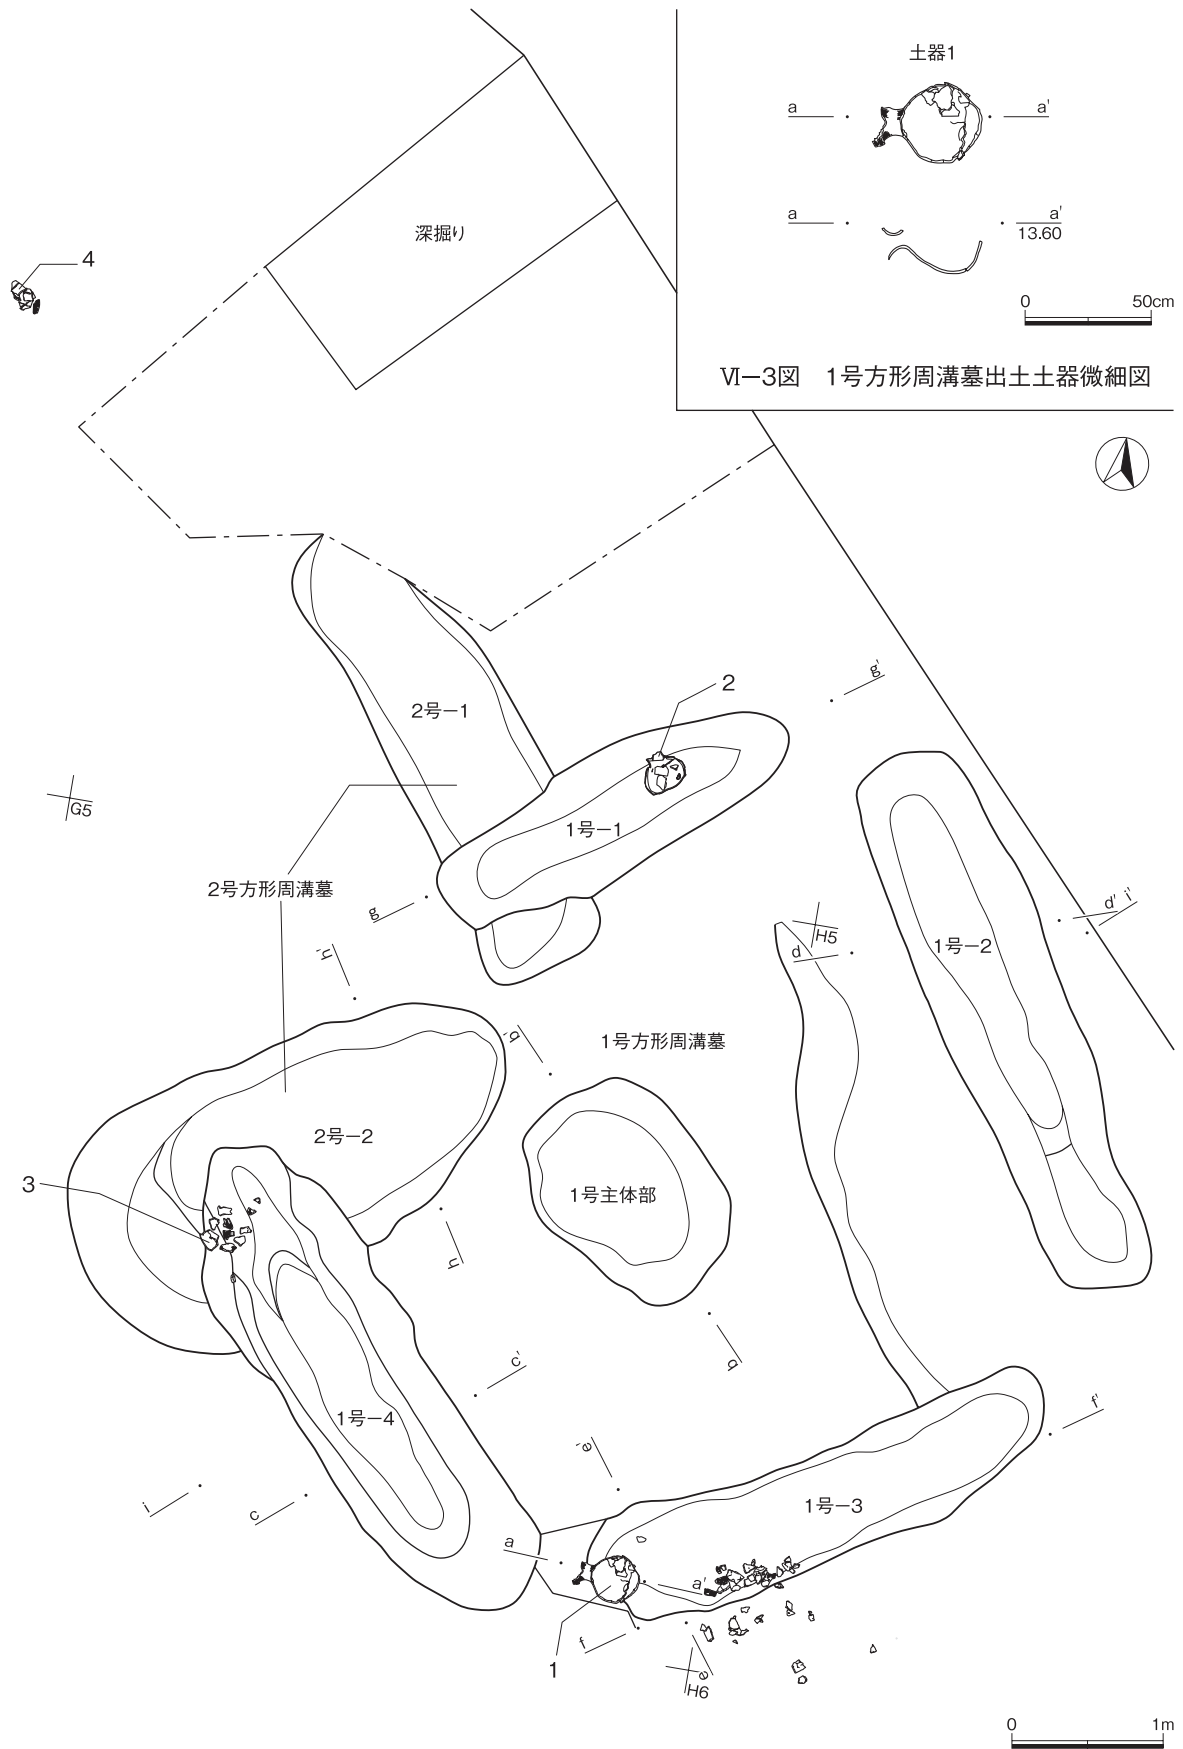 土器1
a
a'
a
a'
13.60
0
50cm
Ⅵ－3図　1号方形周溝墓出土土器微細図
深掘り
4
2号－1
2
g'
G5
1号－1
2号方形周溝墓
g
h'
H5
d
d'
i'
1号－2
b'
1号方形周溝墓
2号－2
3
1号主体部
h
c'
b
1号－4
e'
f'
i
c
1号－3
a
a'
1
f
e
H6
0
1m